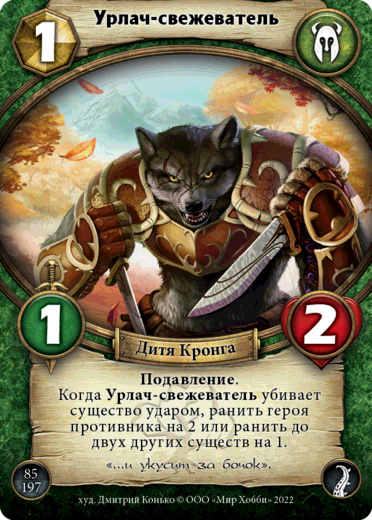 Урлач-свежеватель
1
1
2
Дитя Кронга
Подавление.
Когда Урлач-свежеватель убивает
существо ударом, ранить героя
противника на 2 или ранить до
двух других существ на 1.
«...и укусит за бочок».
85
197
худ. Дмитрий Конько © ООО «Мир Хобби» 2022